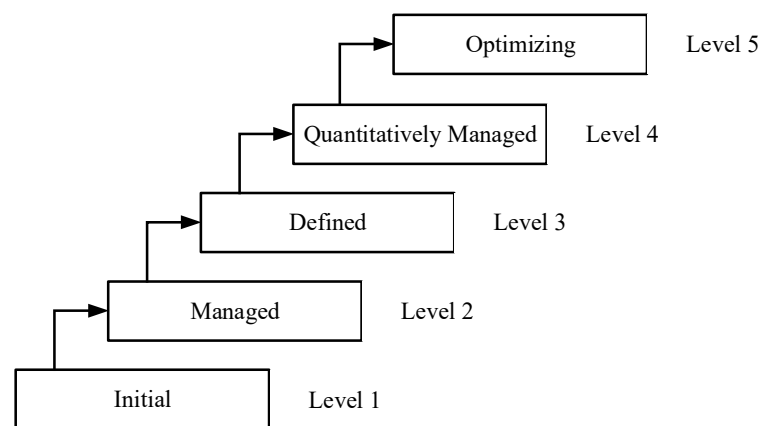 Optimizing Level 5
Quantitatively Managed Level 4
Defined Level 3
Managed Level 2
Initial Level 1